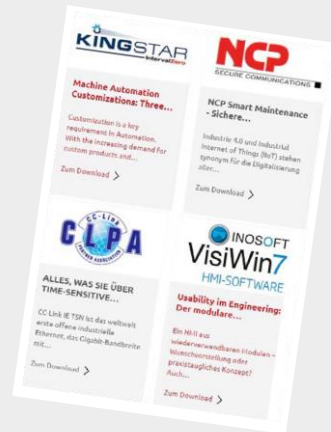 KINGSTAR
IntervalZero
Machine Automation
Customizations: Three...
Customization is a key
requirement in Automation.
With the increasing demand for
custom products and...
Zum Download >
NCP
SECURE COMMUNICATIONS
NCP Smart Maintenance
- Sichere...
Industrie 4.0 und Industrial
Internet of Things (IIoT) stehen
synonym für die Digitalisierung
aller...
Zum Download >
CC-Link
CLPA
PARTNER ASSOCIATION
ALLES, WAS SIE ÜBER
TIME-SENSITIVE...
CC Link IE TSN ist das weltweit
erste offene industrielle
Ethernet, das Gigabit-Bandbreite
mit...
Zum Download >
INOSOFT
VisiWin7
HMI-SOFTWARE
Usability im Engineering:
Der modulare...
Ein HMI aus
wiederverwendbaren Modulen -
Wunschvorstellung oder
praxistaugliches Konzept?
Auch...
Zum Download >